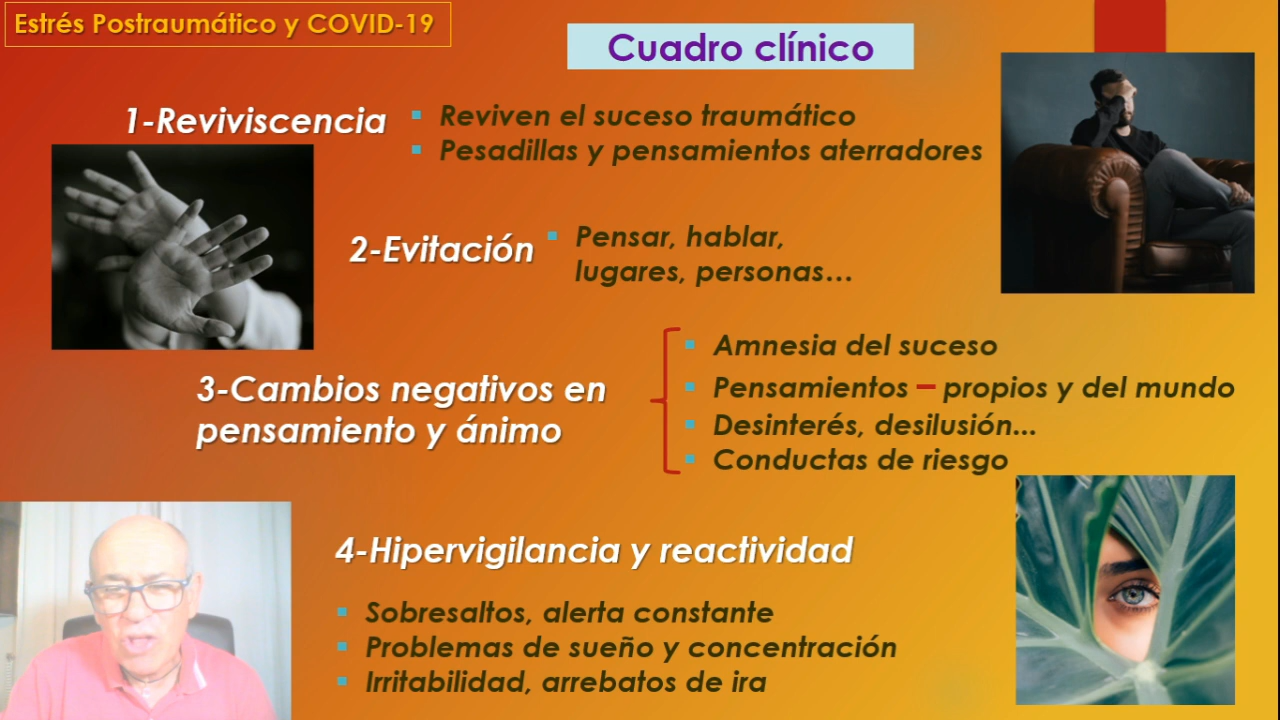 Estrés Postraumático y COVID-19
Cuadro clínico
1-Reviviscencia
Reviven el suceso traumático
Pesadillas y pensamientos aterradores
2-Evitación
Pensar, hablar,
lugares, personas...
3-Cambios negativos en
pensamiento y ánimo
Amnesia del suceso
Pensamientos – propios y del mundo
Desinterés, desilusión...
Conductas de riesgo
4-Hipervigilancia y reactividad
Sobresaltos, alerta constante
Problemas de sueño y concentración
Irritabilidad, arrebatos de ira